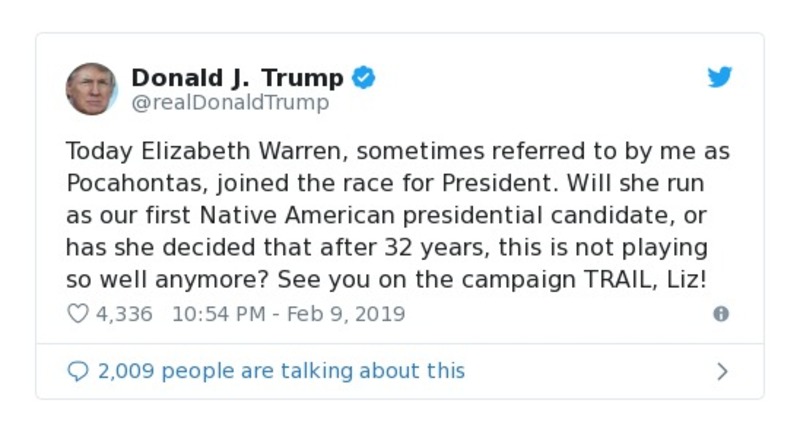 Donald J. Trump
@realDonaldTrump
Today Elizabeth Warren, sometimes referred to by me as
Pocahontas, joined the race for President. Will she run
as our first Native American presidential candidate, or
has she decided that after 32 years, this is not playing
so well anymore? See you on the campaign TRAIL, Liz!
4,336 10:54 PM - Feb 9, 2019
2,009 people are talking about this